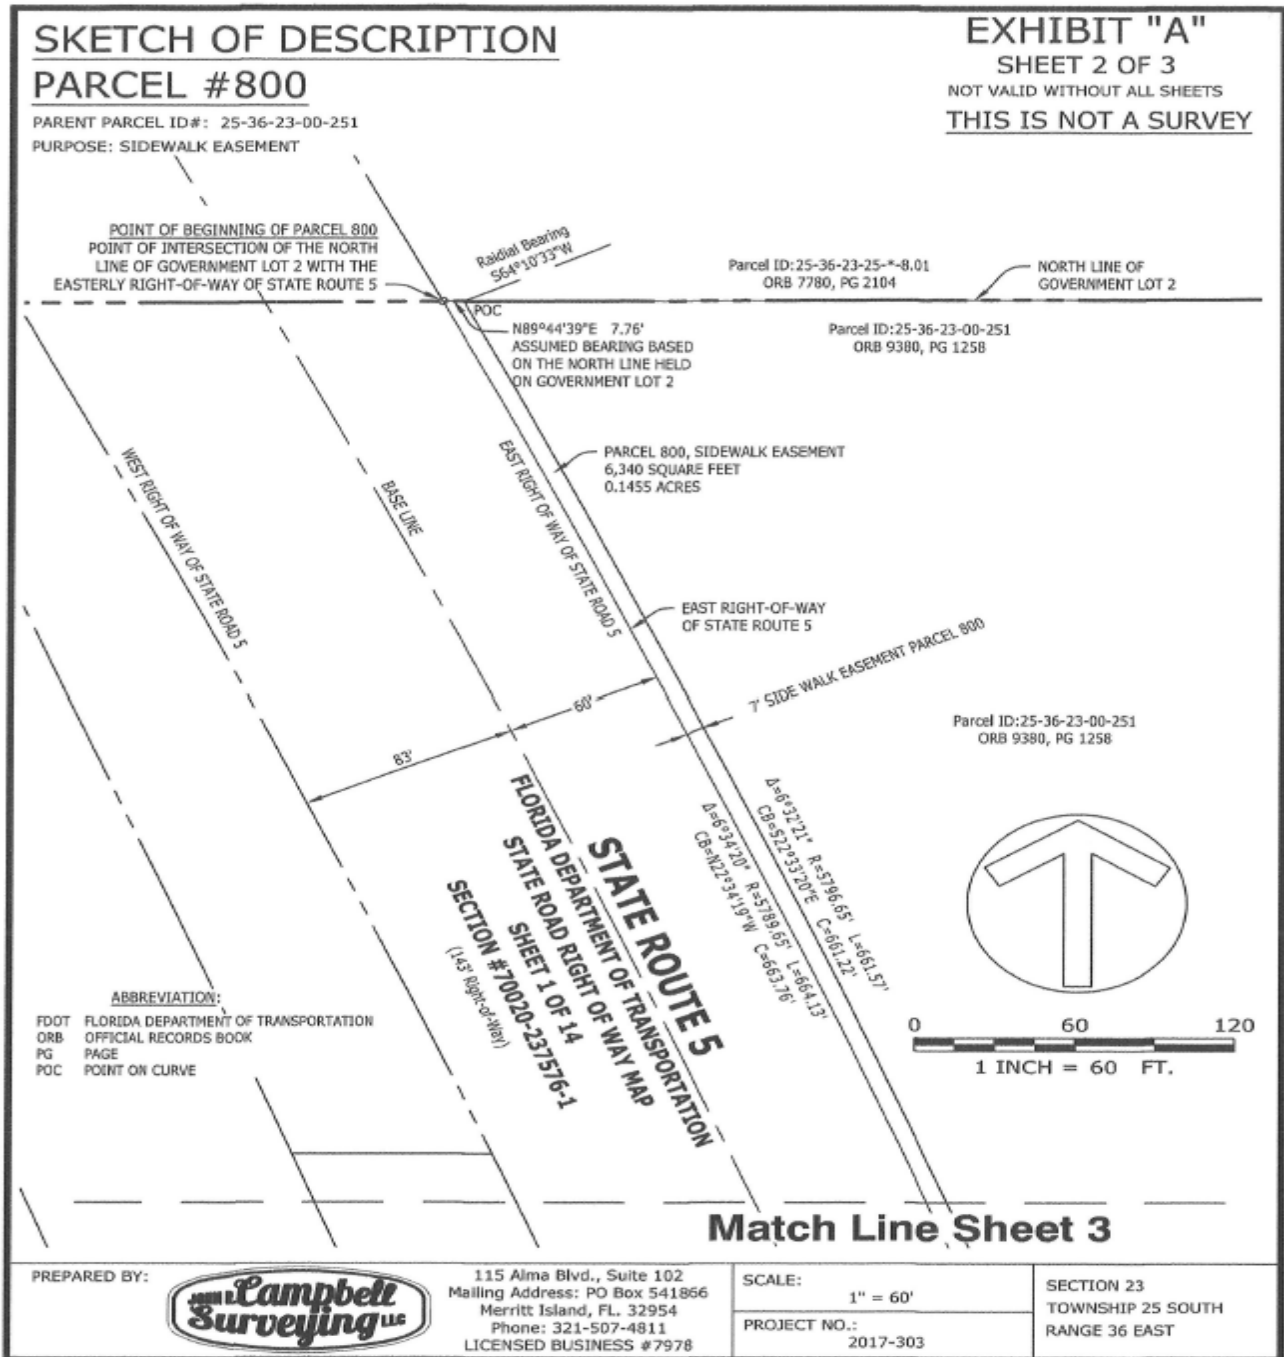 SKETCH OF DESCRIPTION
PARCEL #800
PARENT PARCEL ID#: 25-36-23-00-251
PURPOSE: SIDEWALK EASEMENT
EXHIBIT "A"
SHEET 2 OF 3
NOT VALID WITHOUT ALL SHEETS
THIS IS NOT A SURVEY
POINT OF BEGINNING OF PARCEL 800
POINT OF INTERSECTION OF THE NORTH
LINE OF GOVERNMENT LOT 2 WITH THE
EASTERLY RIGHT-OF-WAY OF STATE ROUTE 5
Raidial Bearing
S64°10'33"W
Parcel ID:25-36-23-25-*-8.01
ORB 7780, PG 2104
NORTH LINE OF
GOVERNMENT LOT 2
POC
N89°44'39"E 7.76'
ASSUMED BEARING BASED
ON THE NORTH LINE HELD
ON GOVERNMENT LOT 2
Parcel ID:25-36-23-00-251
ORB 9380, PG 1258
WEST RIGHT OF WAY OF STATE ROAD 5
BASE LINE
EAST RIGHT OF WAY OF STATE ROAD 5
PARCEL 800, SIDEWALK EASEMENT
6,340 SQUARE FEET
0.1455 ACRES
EAST RIGHT-OF-WAY
OF STATE ROUTE 5
7' SIDE WALK EASEMENT PARCEL 800
60'
83'
Parcel ID:25-36-23-00-251
ORB 9380, PG 1258
Δ=6°32'21" R=5796.65' L=661.57'
CB=S22°33'20"E C=661.22'
Δ=6°34'20" R=5789.65' L=664.13'
CB=N22°34'19"W C=663.76'
STATE ROUTE 5
FLORIDA DEPARTMENT OF TRANSPORTATION
STATE ROAD RIGHT OF WAY MAP
SHEET 1 OF 14
SECTION #70020-237576-1
(143' Right-of-Way)
ABBREVIATION:
FDOT FLORIDA DEPARTMENT OF TRANSPORTATION
ORB OFFICIAL RECORDS BOOK
PG PAGE
POC POINT ON CURVE
0 60 120
1 INCH = 60 FT.
Match Line Sheet 3
PREPARED BY:
JOHN R. Campbell
Surveying LLC
115 Alma Blvd., Suite 102
Mailing Address: PO Box 541866
Merritt Island, FL. 32954
Phone: 321-507-4811
LICENSED BUSINESS #7978
SCALE:
1" = 60'
PROJECT NO.:
2017-303
SECTION 23
TOWNSHIP 25 SOUTH
RANGE 36 EAST